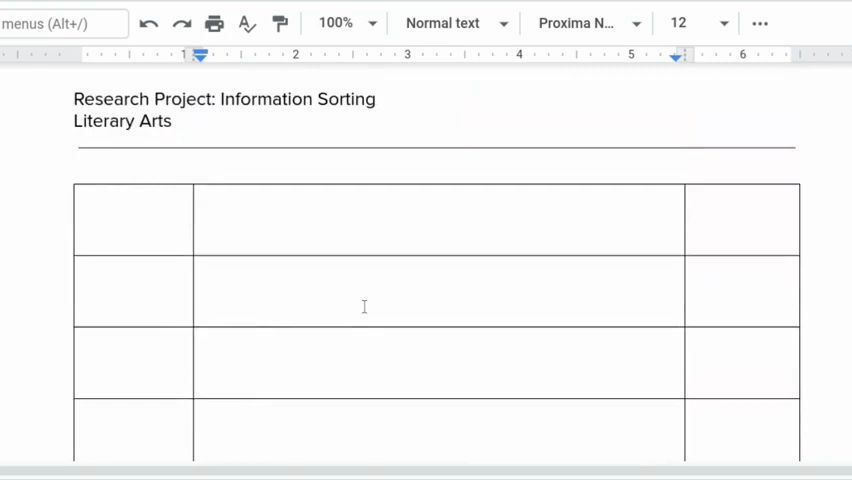 menus (Alt+/)
100%
Normal text
Proxima N...
12
1 2 3 4 5 6
Research Project: Information Sorting
Literary Arts